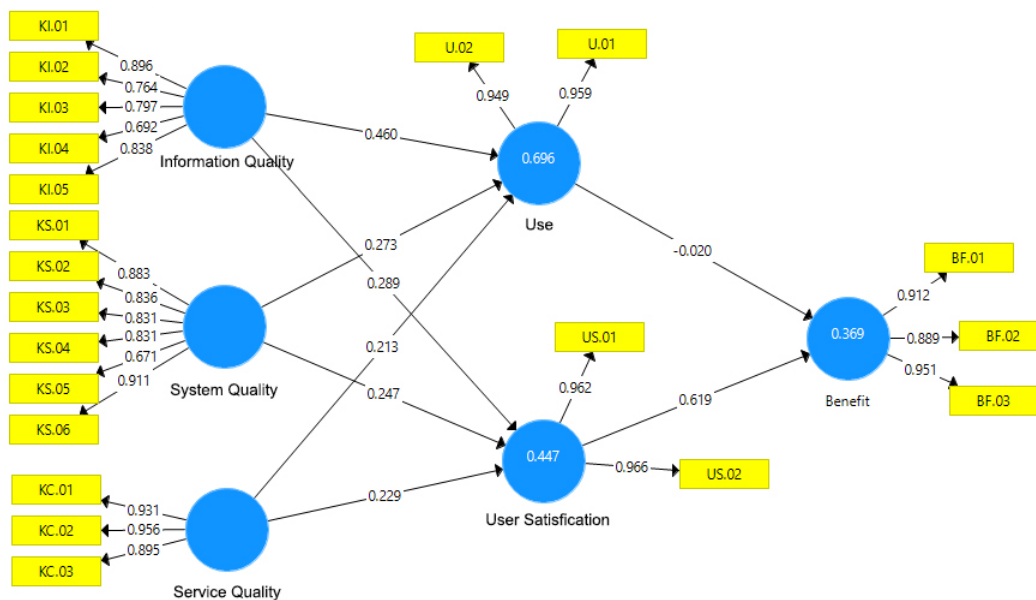 KI.01
KI.02
KI.03
KI.04
KI.05
0.896
0.764
0.797
0.692
0.838
Information Quality
KS.01
KS.02
KS.03
KS.04
KS.05
KS.06
0.883
0.836
0.831
0.831
0.671
0.911
System Quality
KC.01
KC.02
KC.03
0.931
0.956
0.895
Service Quality
0.460
0.273
0.289
0.213
0.247
0.229
U.02
U.01
0.949
0.959
0.696
Use
US.01
0.962
0.447
0.966
US.02
User Satisfication
-0.020
0.619
0.369
Benefit
BF.01
0.912
0.889
BF.02
0.951
BF.03